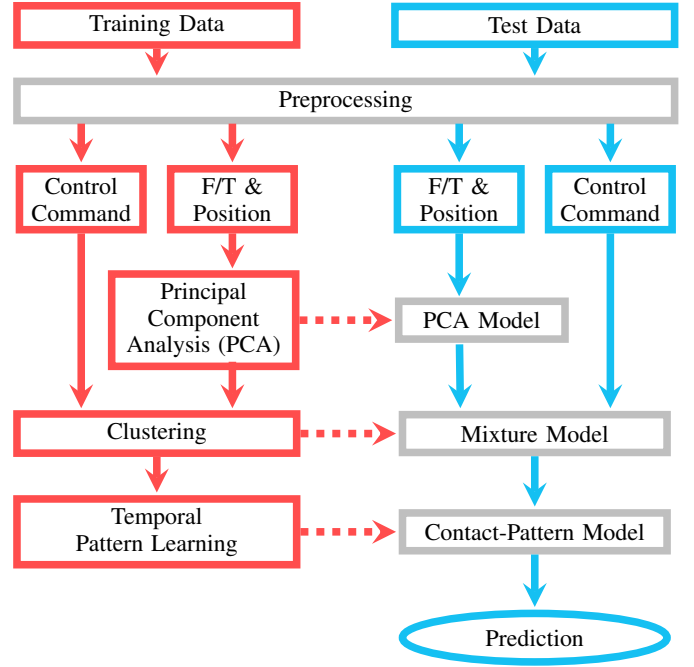 Training Data
Test Data
Preprocessing
Control
Command
F/T &
Position
F/T &
Position
Control
Command
Principal
Component
Analysis (PCA)
PCA Model
Clustering
Mixture Model
Temporal
Pattern Learning
Contact-Pattern Model
Prediction